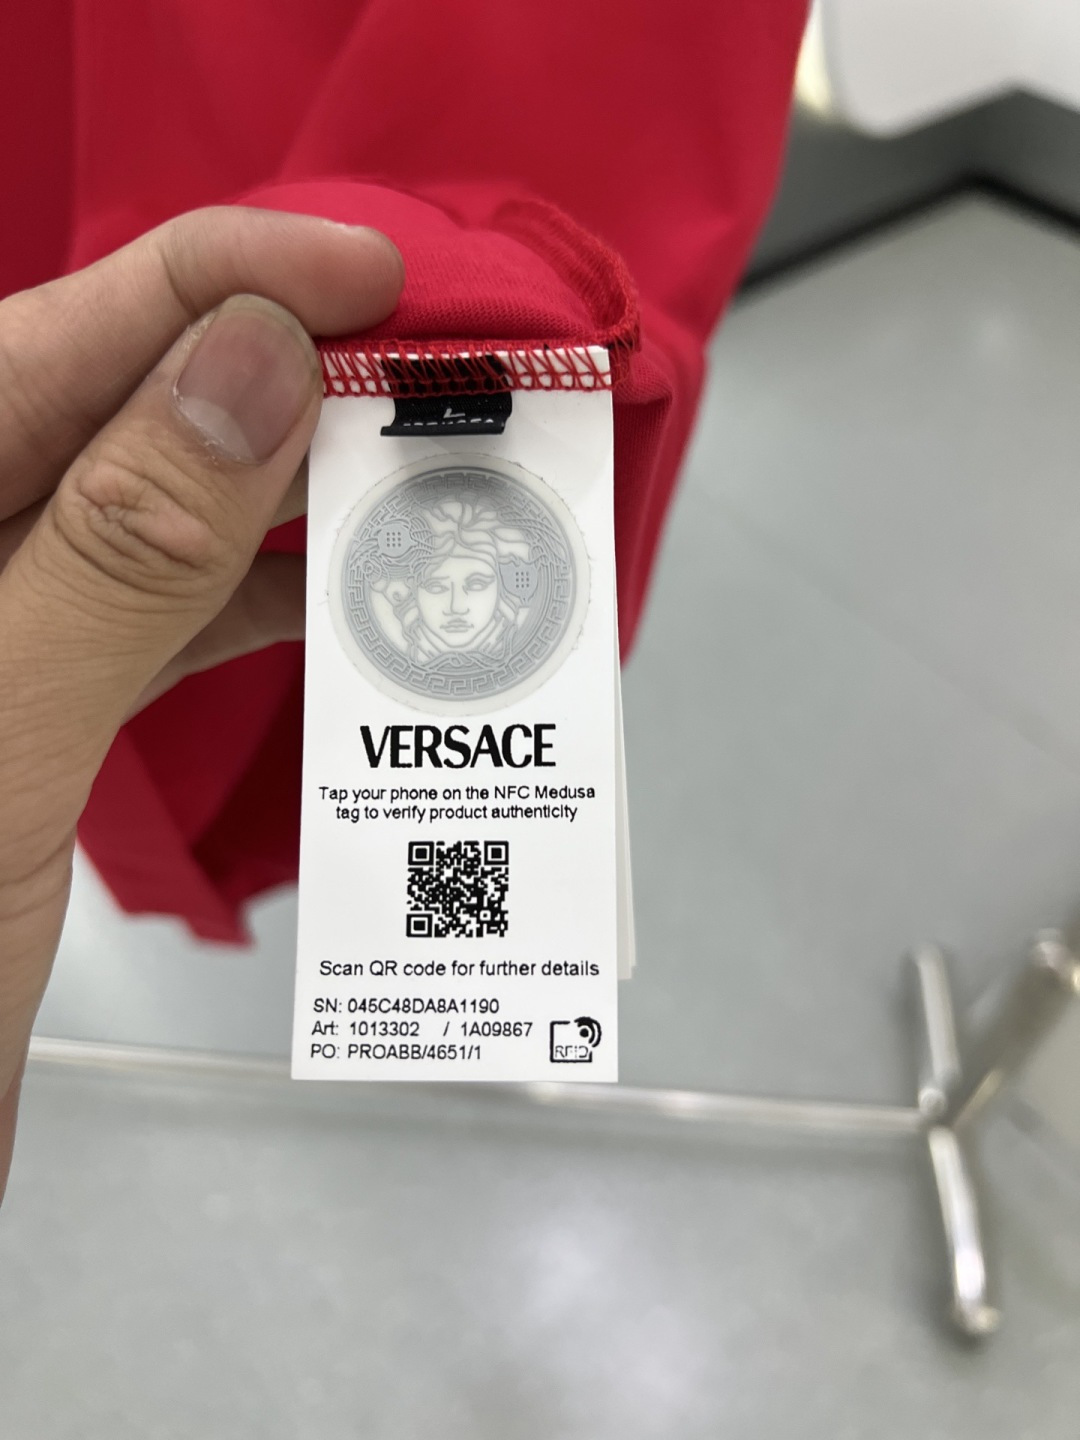 L
VERSACE
Tap your phone on the NFC Medusa
tag to verify product authenticity
Scan QR code for further details
SN: 045C48DA8A1190
Art: 1013302 / 1A09867
PO: PROABB/4651/1
RFID